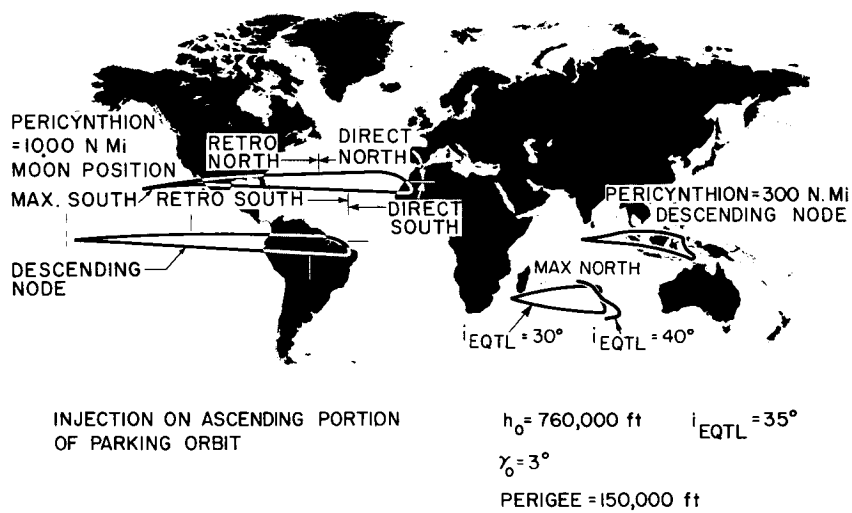 PERICYNTHION
=1000 N Mi
MOON POSITION
MAX. SOUTH
RETRO
NORTH
DIRECT
NORTH
RETRO SOUTH
DIRECT
SOUTH
PERICYNTHION=300 N. Mi
DESCENDING NODE
DESCENDING
NODE
MAX NORTH
iEQTL=30°
iEQTL=40°
INJECTION ON ASCENDING PORTION
OF PARKING ORBIT
ho=760,000 ft
iEQTL=35°
γo=3°
PERIGEE=150,000 ft